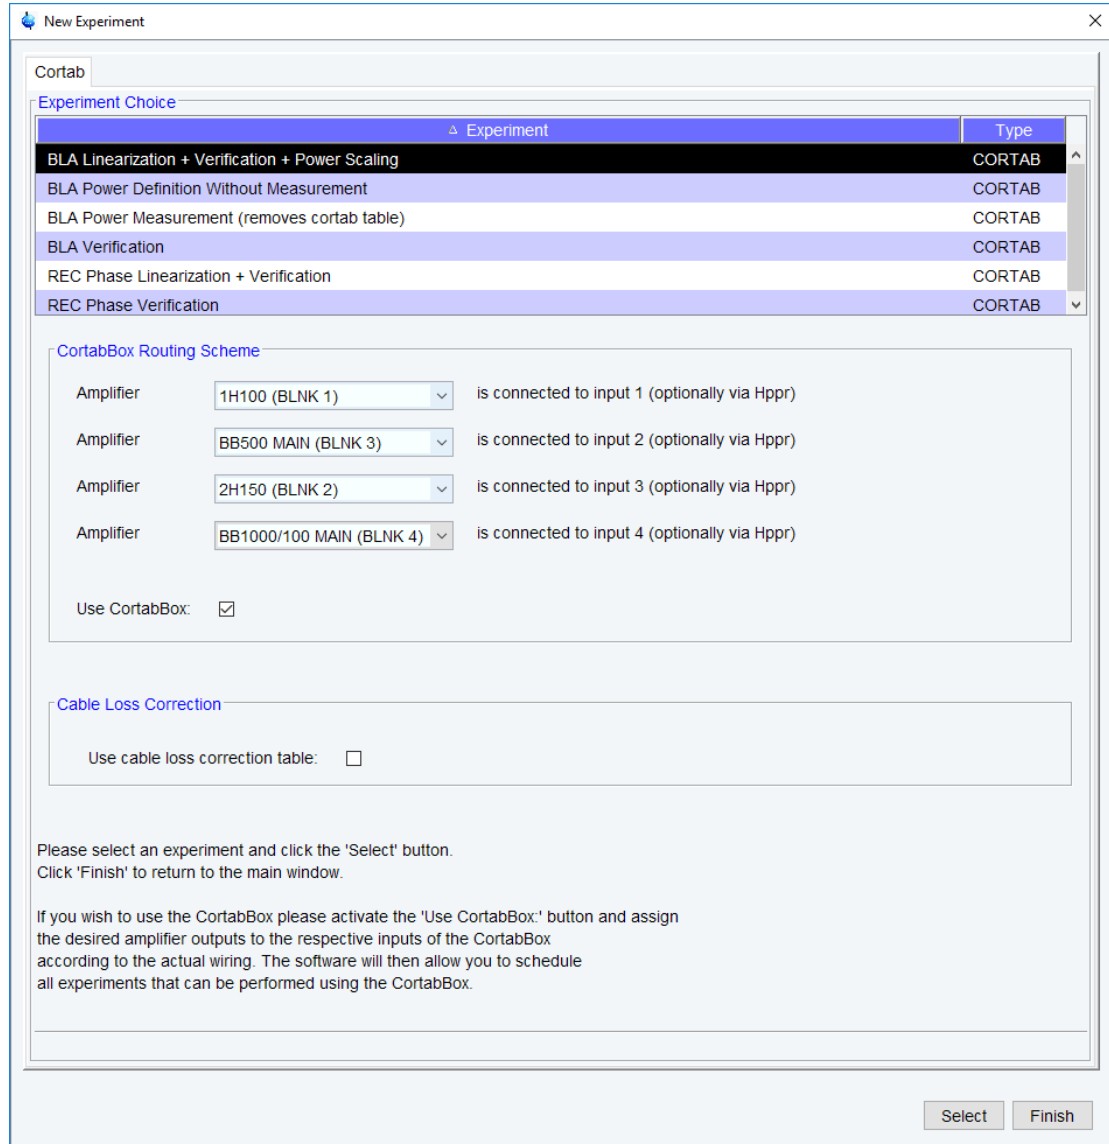 New Experiment
Cortab
Experiment Choice
Experiment Type
BLA Linearization + Verification + Power Scaling CORTAB
BLA Power Definition Without Measurement CORTAB
BLA Power Measurement (removes cortab table) CORTAB
BLA Verification CORTAB
REC Phase Linearization + Verification CORTAB
REC Phase Verification CORTAB
CortabBox Routing Scheme
Amplifier 1H100 (BLNK 1) is connected to input 1 (optionally via Hppr)
Amplifier BB500 MAIN (BLNK 3) is connected to input 2 (optionally via Hppr)
Amplifier 2H150 (BLNK 2) is connected to input 3 (optionally via Hppr)
Amplifier BB1000/100 MAIN (BLNK 4) is connected to input 4 (optionally via Hppr)
Use CortabBox:
Cable Loss Correction
Use cable loss correction table:
Please select an experiment and click the 'Select' button.
Click 'Finish' to return to the main window.
If you wish to use the CortabBox please activate the 'Use CortabBox:' button and assign
the desired amplifier outputs to the respective inputs of the CortabBox
according to the actual wiring. The software will then allow you to schedule
all experiments that can be performed using the CortabBox.
Select Finish